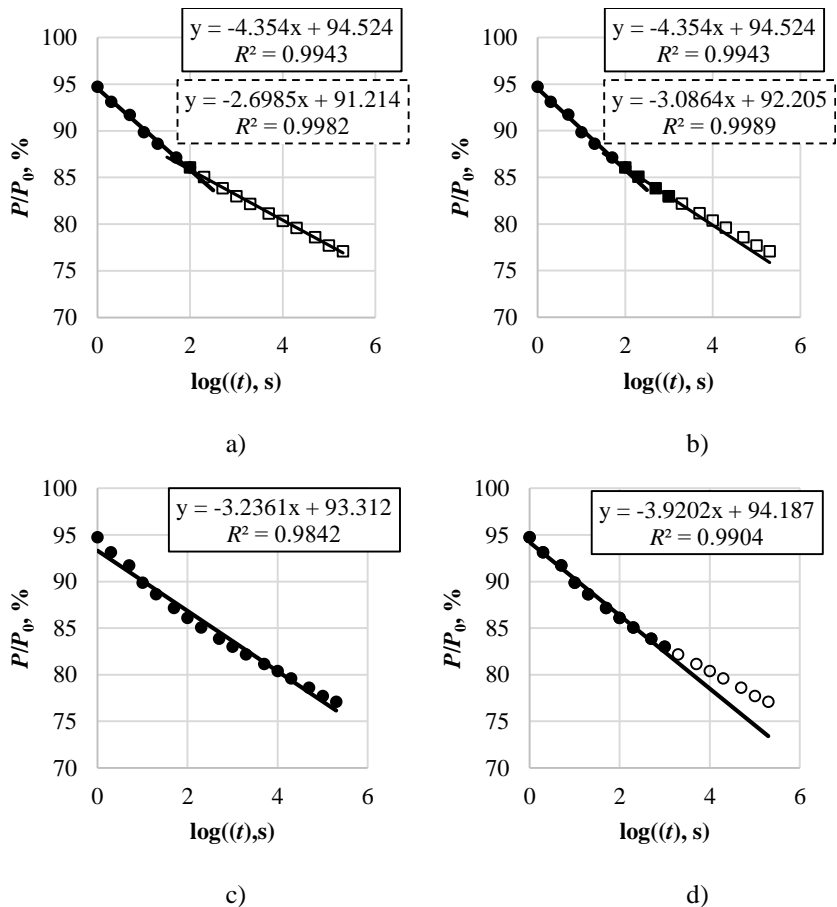 y = -4.354x + 94.524
R² = 0.9943
y = -2.6985x + 91.214
R² = 0.9982
100
95
90
85
80
75
70
P/P₀, %
0 2 4 6
log((t), s)
a)
y = -4.354x + 94.524
R² = 0.9943
y = -3.0864x + 92.205
R² = 0.9989
100
95
90
85
80
75
70
P/P₀, %
0 2 4 6
log((t), s)
b)
y = -3.2361x + 93.312
R² = 0.9842
100
95
90
85
80
75
70
P/P₀, %
0 2 4 6
log((t),s)
c)
y = -3.9202x + 94.187
R² = 0.9904
100
95
90
85
80
75
70
P/P₀, %
0 2 4 6
log((t), s)
d)